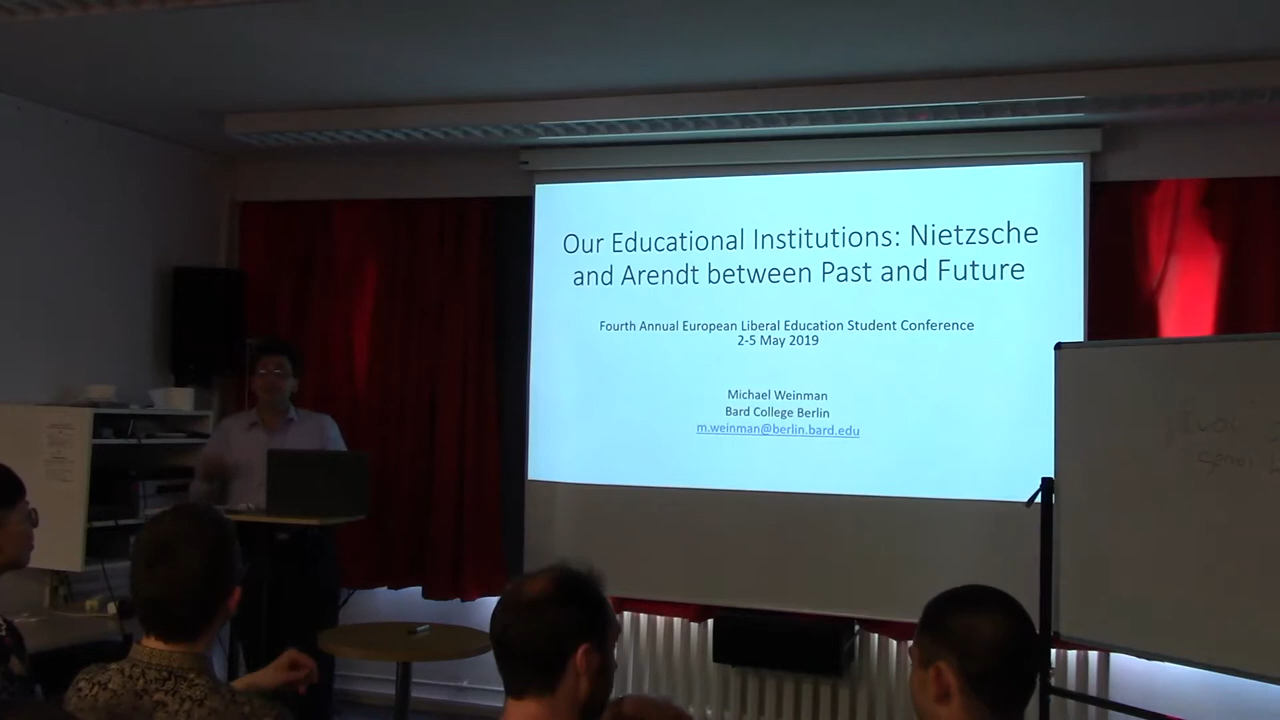 Our Educational Institutions: Nietzsche
and Arendt between Past and Future
Fourth Annual European Liberal Education Student Conference
2-5 May 2019
Michael Weinman
Bard College Berlin
m.weinman@berlin.bard.edu